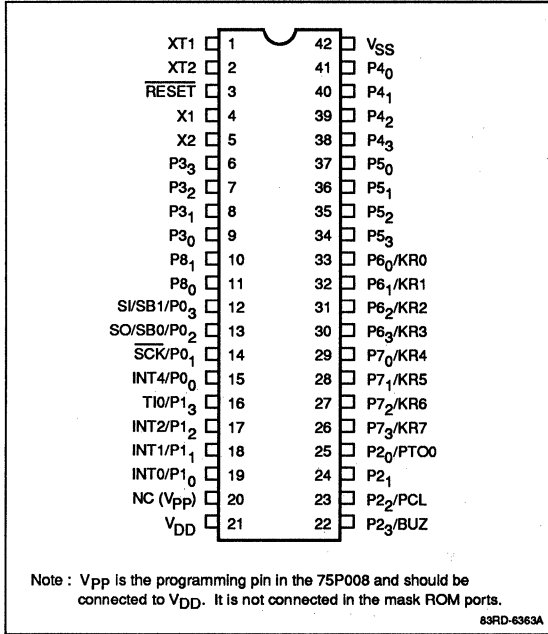 XT1 1 42 VSS
XT2 2 41 P40
RESET 3 40 P41
X1 4 39 P42
X2 5 38 P43
P33 6 37 P50
P32 7 36 P51
P31 8 35 P52
P30 9 34 P53
P81 10 33 P60/KR0
P80 11 32 P61/KR1
SI/SB1/P03 12 31 P62/KR2
SO/SB0/P02 13 30 P63/KR3
SCK/P01 14 29 P70/KR4
INT4/P00 15 28 P71/KR5
TI0/P13 16 27 P72/KR6
INT2/P12 17 26 P73/KR7
INT1/P11 18 25 P20/PTO0
INT0/P10 19 24 P21
NC (VPP) 20 23 P22/PCL
VDD 21 22 P23/BUZ
Note : VPP is the programming pin in the 75P008 and should be
connected to VDD. It is not connected in the mask ROM ports.
83RD-6363A